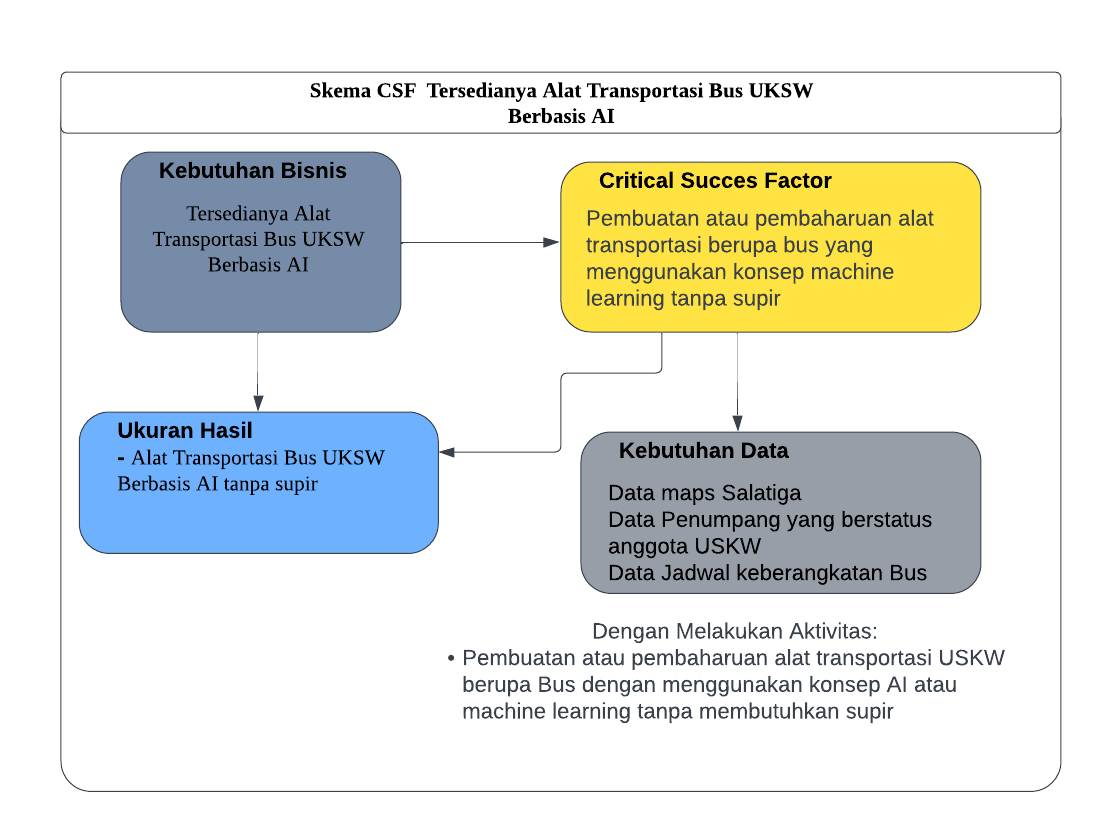 Skema CSF  Tersedianya Alat Transportasi Bus UKSW
Berbasis AI
Kebutuhan Bisnis
Tersedianya Alat
Transportasi Bus UKSW
Berbasis AI
Critical Succes Factor
Pembuatan atau pembaharuan alat
transportasi berupa bus yang
menggunakan konsep machine
learning tanpa supir
Ukuran Hasil
- Alat Transportasi Bus UKSW
Berbasis AI tanpa supir
Kebutuhan Data
Data maps Salatiga
Data Penumpang yang berstatus
anggota USKW
Data Jadwal keberangkatan Bus
Dengan Melakukan Aktivitas:
• Pembuatan atau pembaharuan alat transportasi USKW
berupa Bus dengan menggunakan konsep AI atau
machine learning tanpa membutuhkan supir